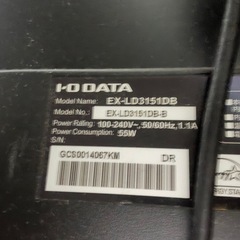 I-O DATA
Model Name: EX-LD3151DB
Model No.: EX-LD3151DB-B
Power Rating: 100-240V~, 50/60Hz, 1.1A
Power Consumption: 55W
S/N:
GCS0014067KM DR